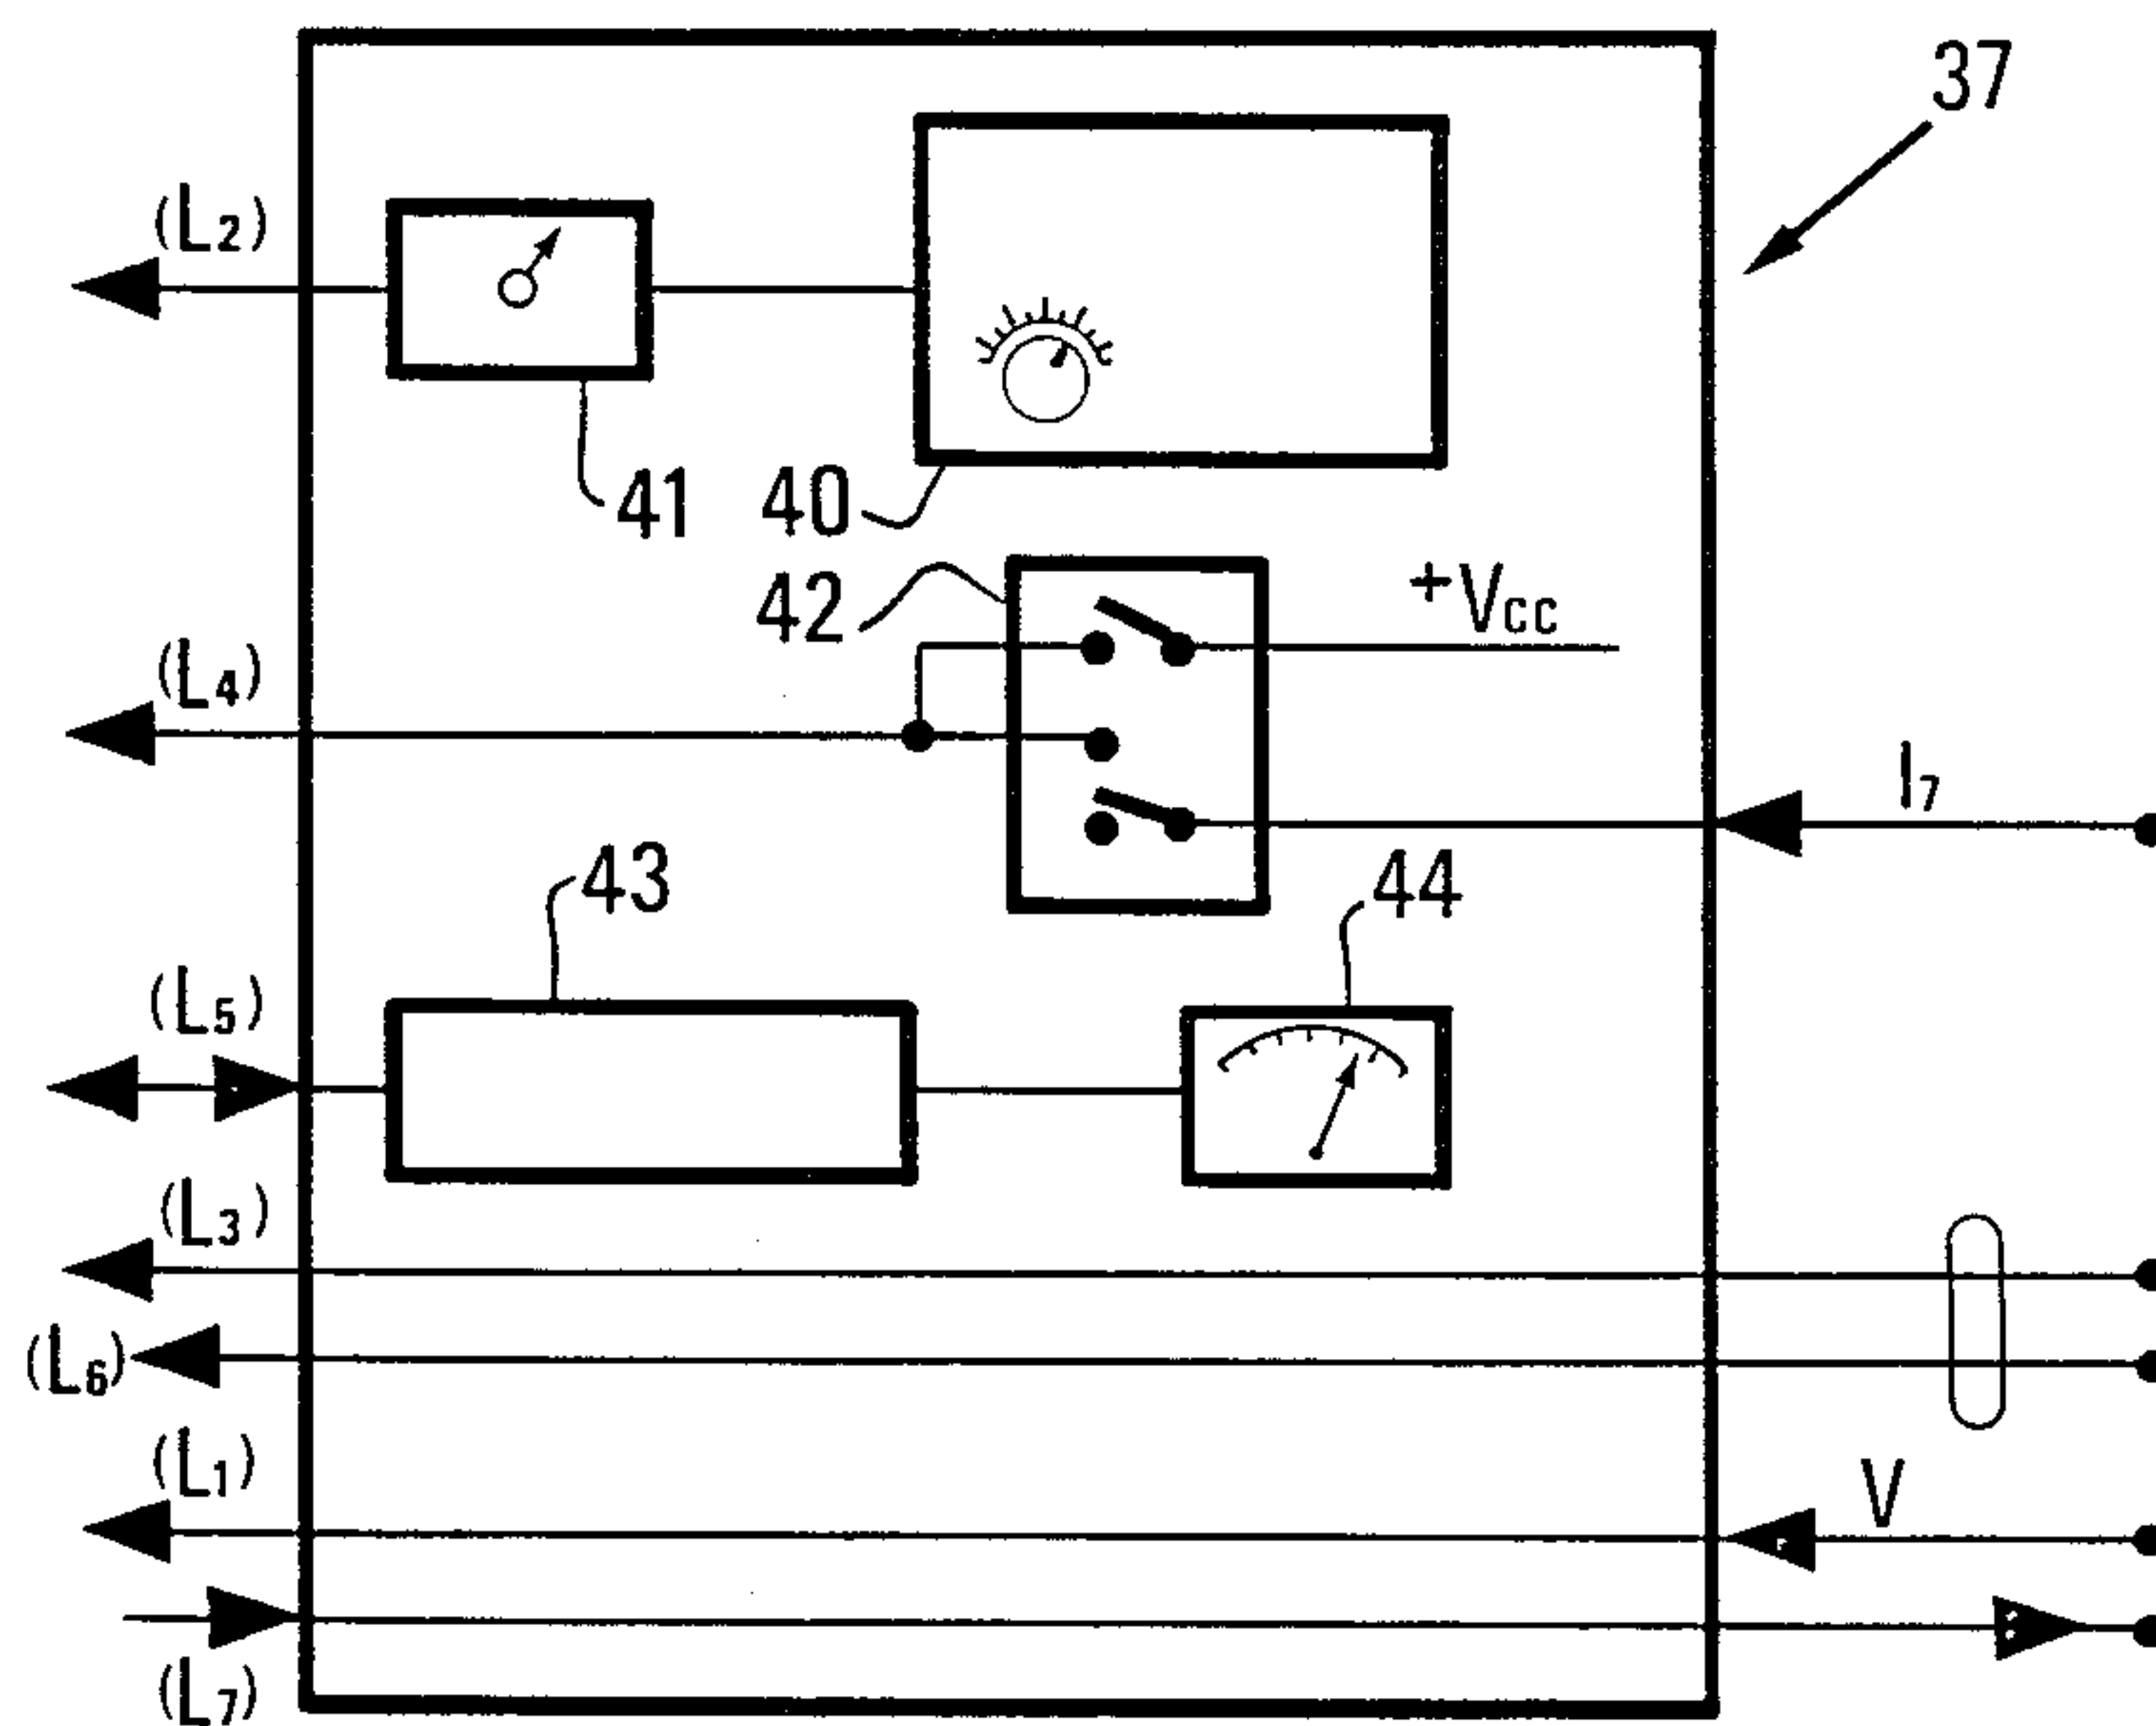 37
(L2)
41
40
42
+Vcc
(L4)
I7
43
44
(L5)
(L3)
(L6)
(L1)
V
(L7)